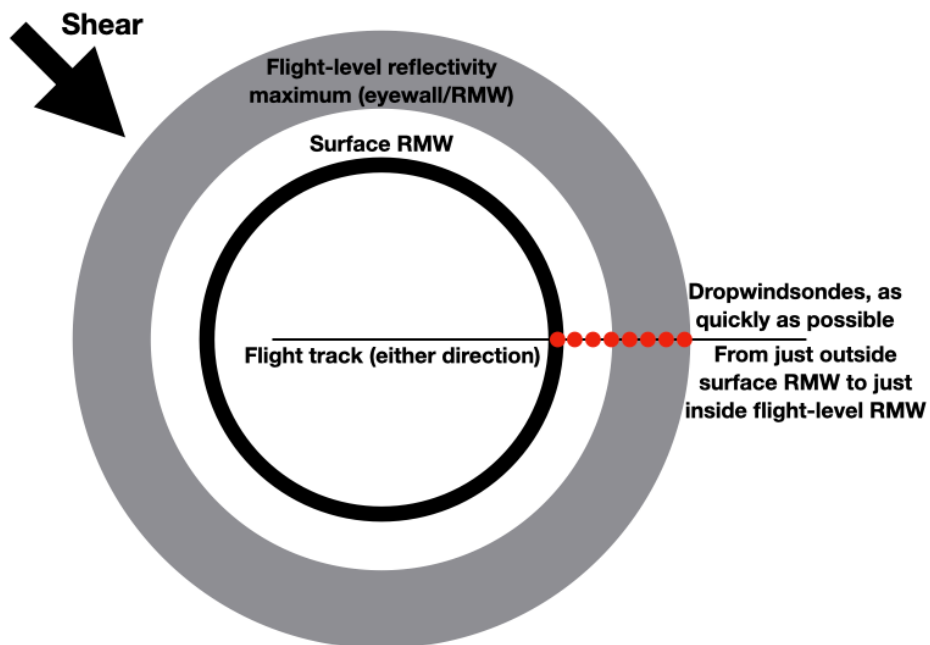 Shear
Flight-level reflectivity
maximum (eyewall/RMW)
Surface RMW
Dropwindsondes, as
quickly as possible
Flight track (either direction)
From just outside
surface RMW to just
inside flight-level RMW